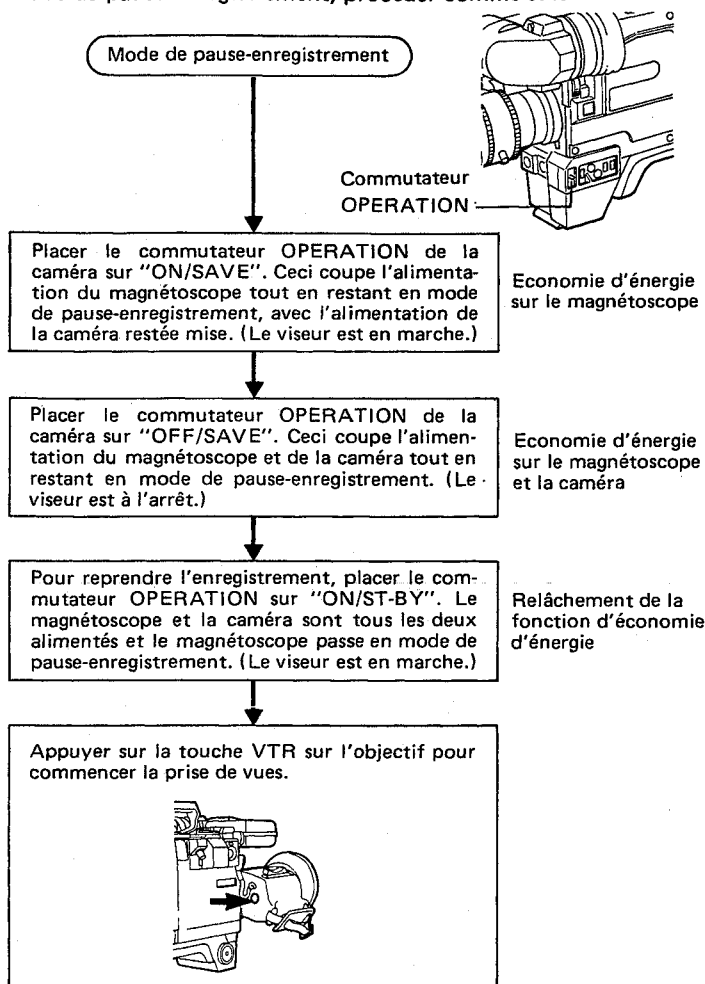 Mode de pause-enregistrement
Commutateur
OPERATION
Placer le commutateur OPERATION de la
caméra sur "ON/SAVE". Ceci coupe l'alimenta-
tion du magnétoscope tout en restant en mode
de pause-enregistrement, avec l'alimentation de
la caméra restée mise. (Le viseur est en marche.)
Economie d'énergie
sur le magnétoscope
Placer le commutateur OPERATION de la
caméra sur "OFF/SAVE". Ceci coupe l'alimen-
tation du magnétoscope et de la caméra tout en
restant en mode de pause-enregistrement. (Le
viseur est à l'arrêt.)
Economie d'énergie
sur le magnétoscope
et la caméra
Pour reprendre l'enregistrement, placer le com-
mutateur OPERATION sur "ON/ST-BY". Le
magnétoscope et la caméra sont tous les deux
alimentés et le magnétoscope passe en mode de
pause-enregistrement. (Le viseur est en marche.)
Relâchement de la
fonction d'économie
d'énergie
Appuyer sur la touche VTR sur l'objectif pour
commencer la prise de vues.